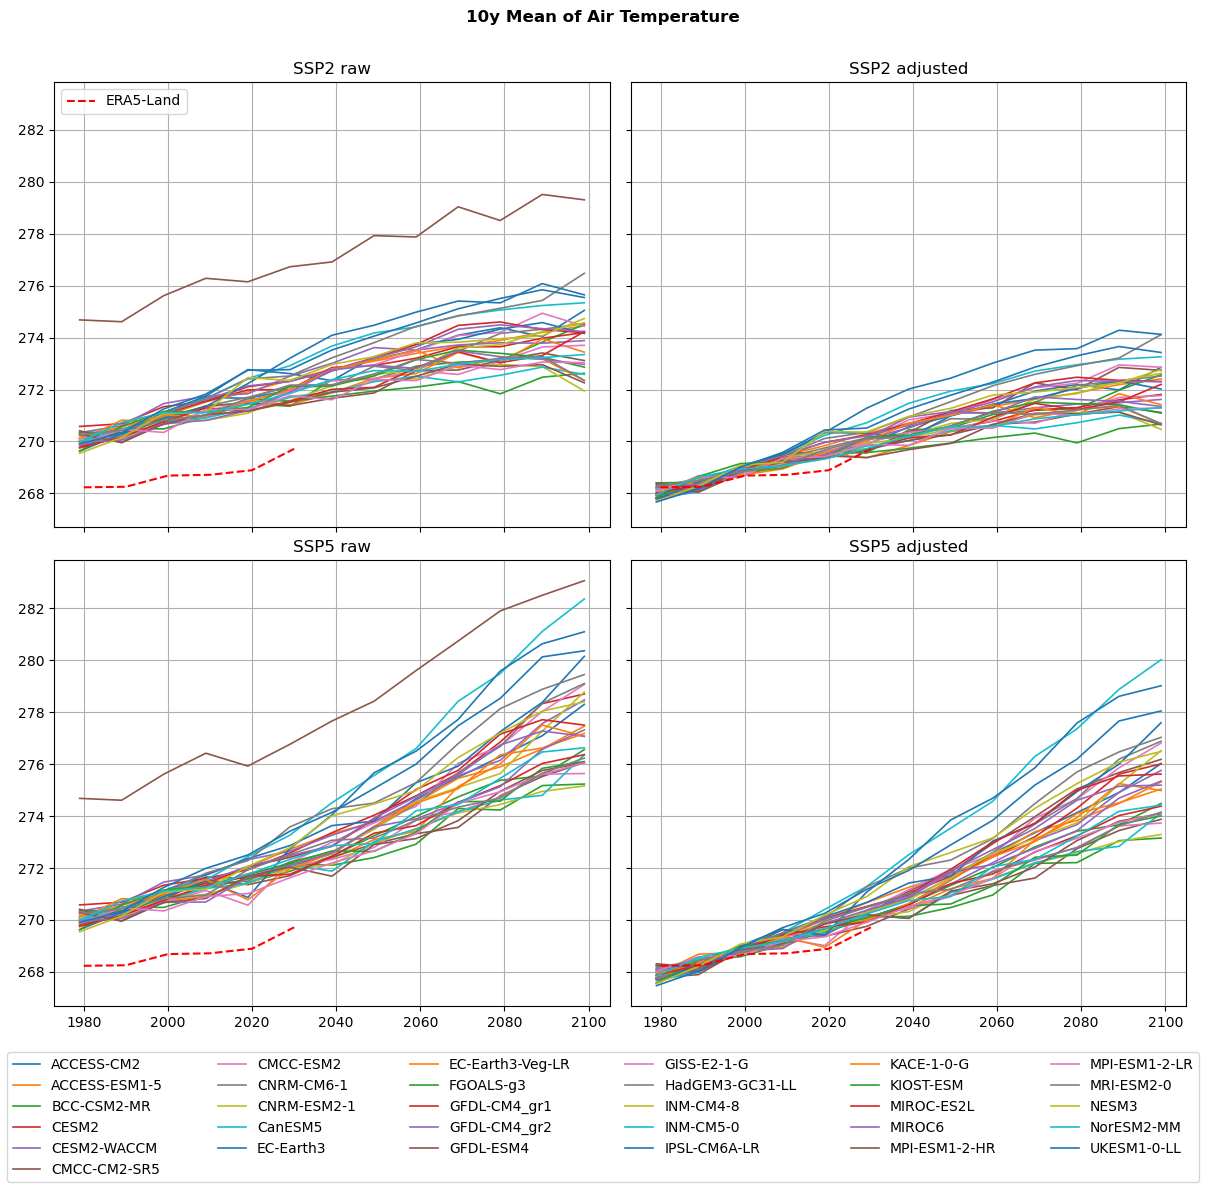 10y Mean of Air Temperature
SSP2 raw
SSP2 adjusted
ERA5-Land
282
280
278
276
274
272
270
268
SSP5 raw
SSP5 adjusted
282
280
278
276
274
272
270
268
1980 2000 2020 2040 2060 2080 2100
1980 2000 2020 2040 2060 2080 2100
ACCESS-CM2 CMCC-ESM2 EC-Earth3-Veg-LR GISS-E2-1-G KACE-1-0-G MPI-ESM1-2-LR
ACCESS-ESM1-5 CNRM-CM6-1 FGOALS-g3 HadGEM3-GC31-LL KIOST-ESM MRI-ESM2-0
BCC-CSM2-MR CNRM-ESM2-1 GFDL-CM4_gr1 INM-CM4-8 MIROC-ES2L NESM3
CESM2 CanESM5 GFDL-CM4_gr2 INM-CM5-0 MIROC6 NorESM2-MM
CESM2-WACCM EC-Earth3 GFDL-ESM4 IPSL-CM6A-LR MPI-ESM1-2-HR UKESM1-0-LL
CMCC-CM2-SR5